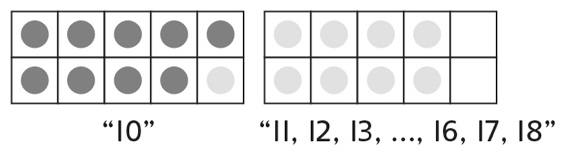 “10”
“11, 12, 13, ..., 16, 17, 18”